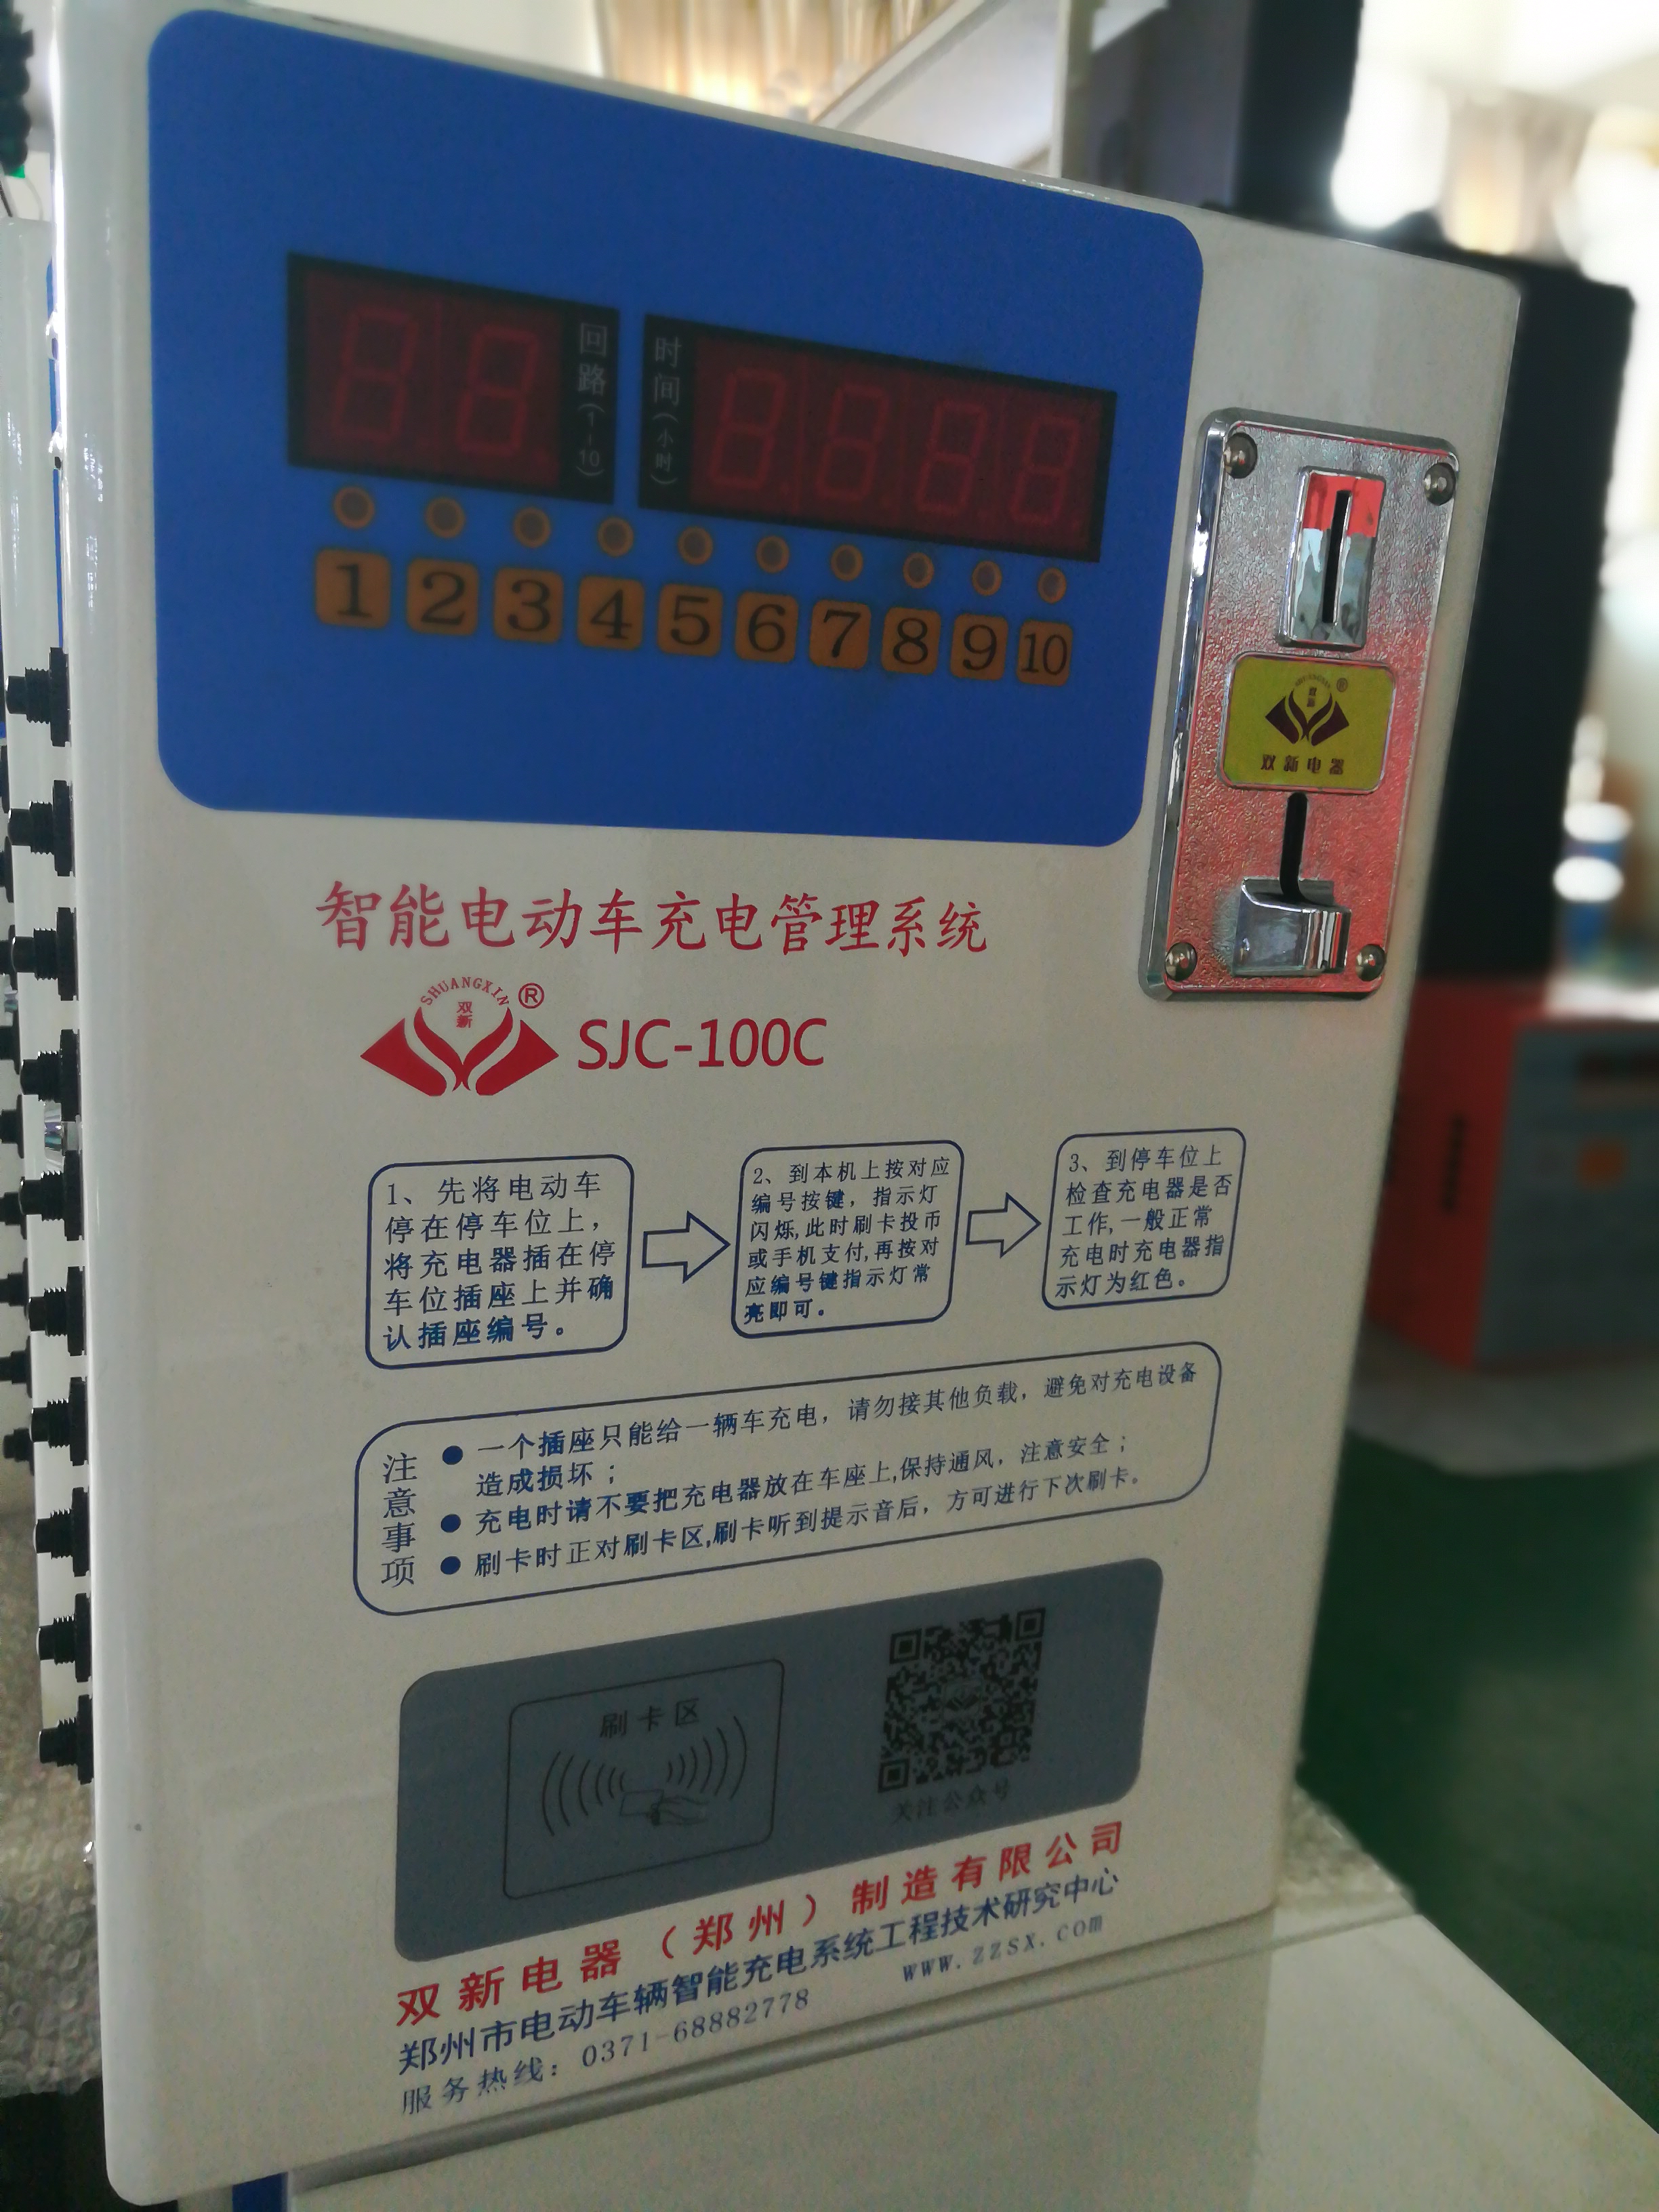 回路(1-10)
时间(小时)
1 2 3 4 5 6 7 8 9 10
双新
®
双新电器
智能电动车充电管理系统
SHUANGXIN
双新
®
SJC-100C
1、先将电动车
停在停车位上，
将充电器插在停
车位插座上并确
认插座编号。
2、到本机上按对应
编号按键，指示灯
闪烁,此时刷卡投币
或手机支付,再按对
应编号键指示灯常
亮即可。
3、到停车位上
检查充电器是否
工作,一般正常
充电时充电器指
示灯为红色。
注意事项
● 一个插座只能给一辆车充电，请勿接其他负载，避免对充电设备
造成损坏；
● 充电时请不要把充电器放在车座上,保持通风，注意安全；
● 刷卡时正对刷卡区,刷卡听到提示音后，方可进行下次刷卡。
刷卡区
关注公众号
双新电器（郑州）制造有限公司
郑州市电动车辆智能充电系统工程技术研究中心
服务热线：0371-68882778 www.zzsx.com